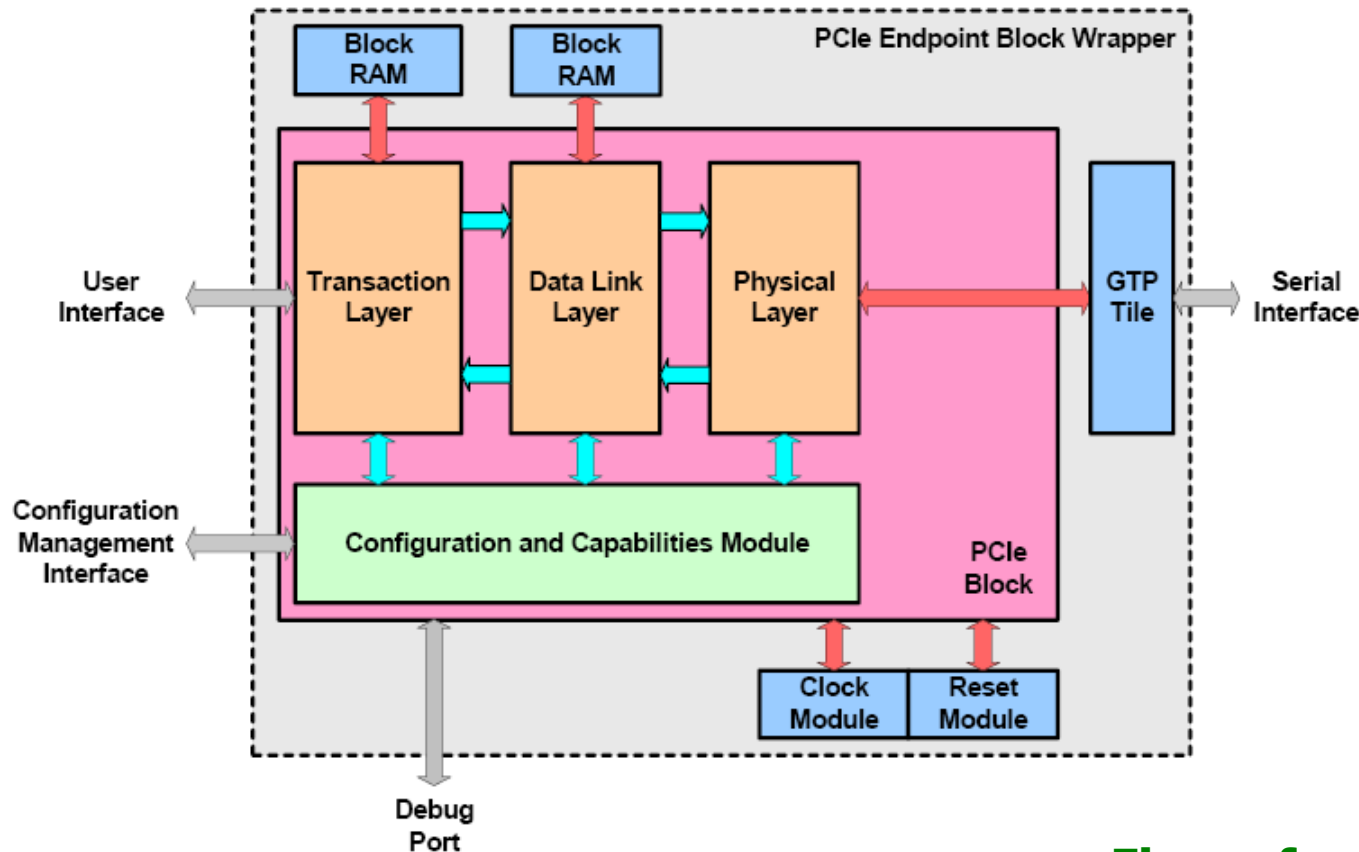 PCIe Endpoint Block Wrapper
Block
RAM
Block
RAM
User
Interface
Transaction
Layer
Data Link
Layer
Physical
Layer
GTP
Tile
Serial
Interface
Configuration
Management
Interface
Configuration and Capabilities Module
PCIe
Block
Clock
Module
Reset
Module
Debug
Port